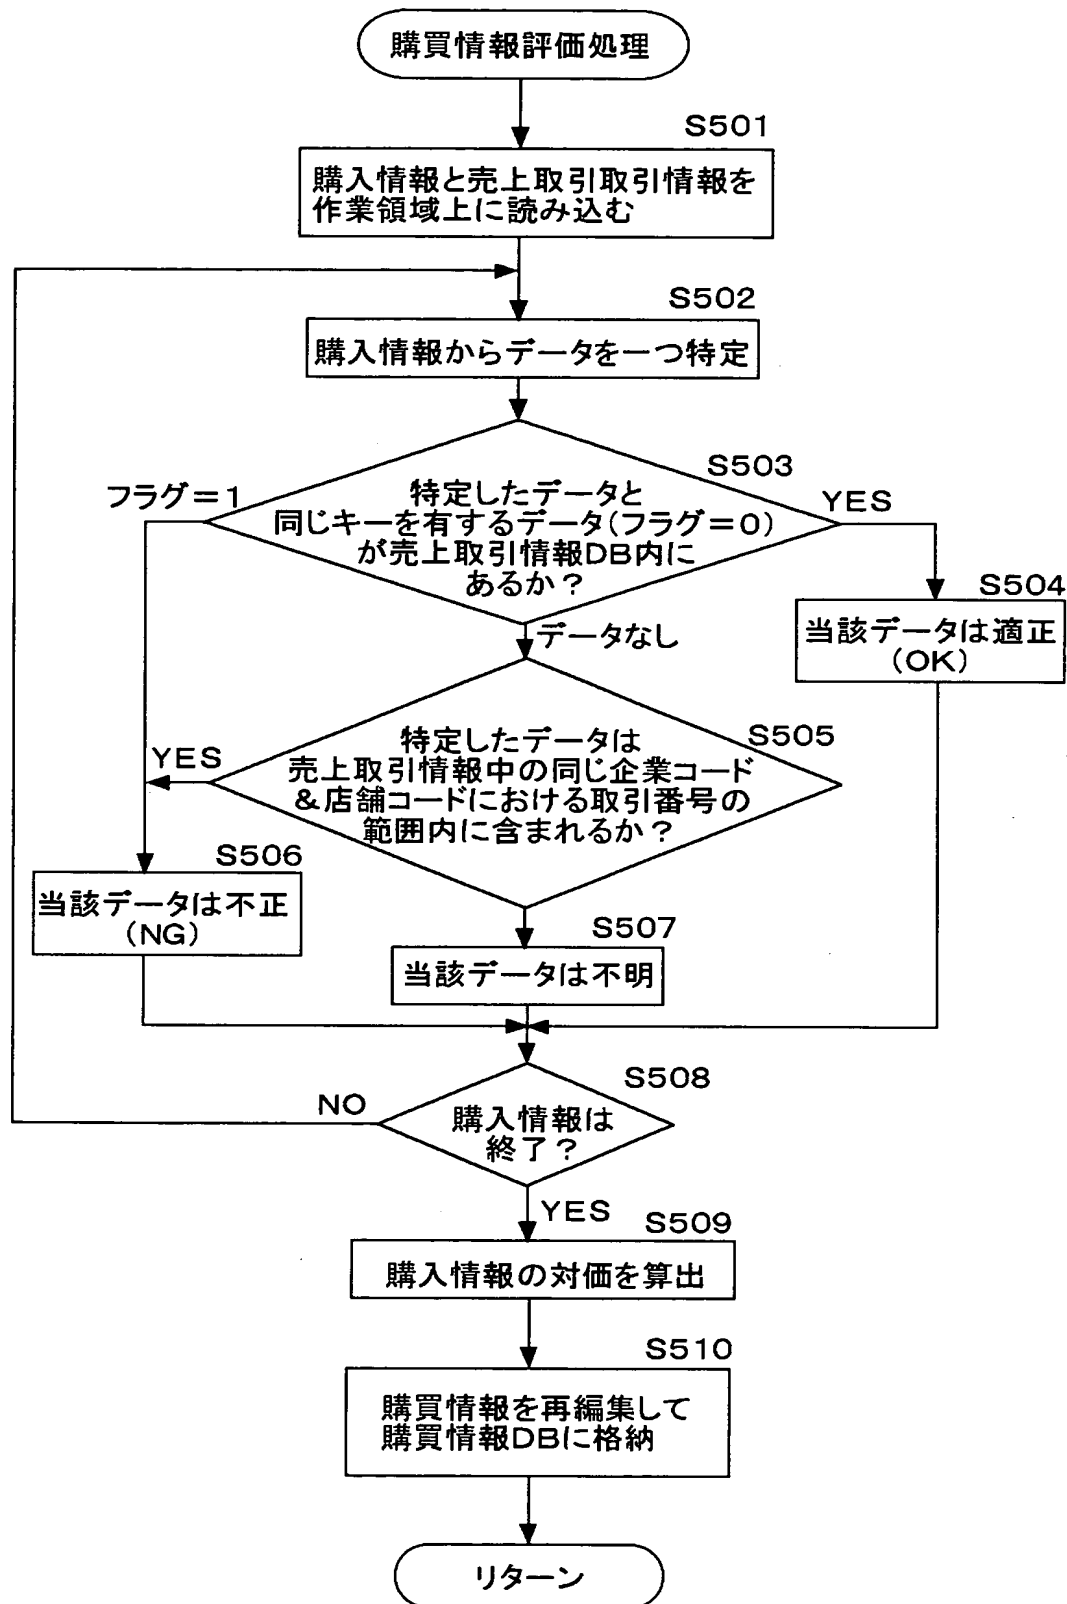 購買情報評価処理
S501
購入情報と売上取引取引情報を
作業領域上に読み込む
S502
購入情報からデータを一つ特定
S503
フラグ=1
YES
特定したデータと
同じキーを有するデータ(フラグ=0)
が売上取引情報DB内に
あるか?
S504
当該データは適正
(OK)
データなし
S505
YES
特定したデータは
売上取引情報中の同じ企業コード
&店舗コードにおける取引番号の
範囲内に含まれるか?
S506
当該データは不正
(NG)
S507
当該データは不明
S508
NO
購入情報は
終了?
YES
S509
購入情報の対価を算出
S510
購買情報を再編集して
購買情報DBに格納
リターン